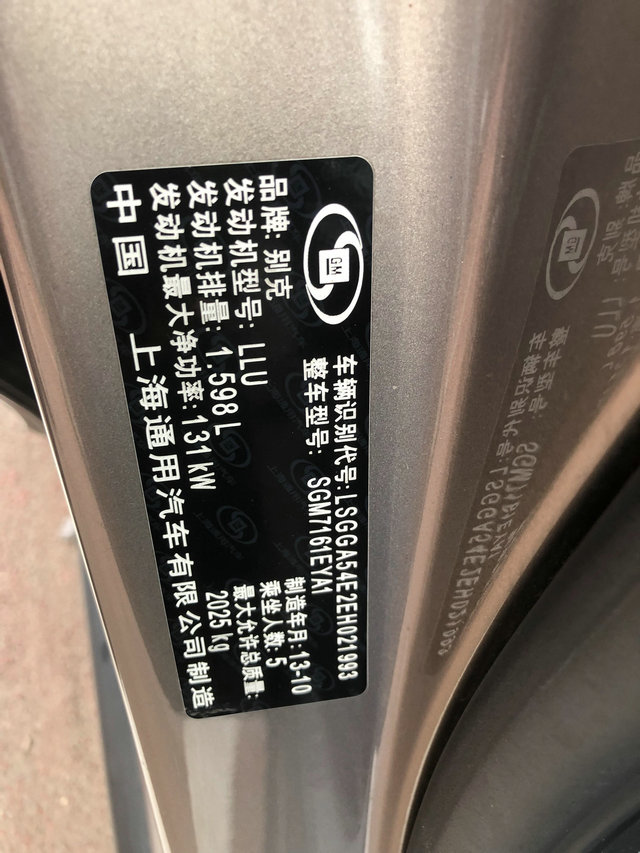 GM
车辆识别代号:LSGGA54E2EH021993
整车型号: SGM7161EYA1
品牌: 别克
发动机型号: LLU
发动机排量: 1.598L
发动机最大净功率:131kW
制造年月:13-10
乘坐人数: 5
最大允许总质量:
2025kg
中国 上海通用汽车有限公司制造